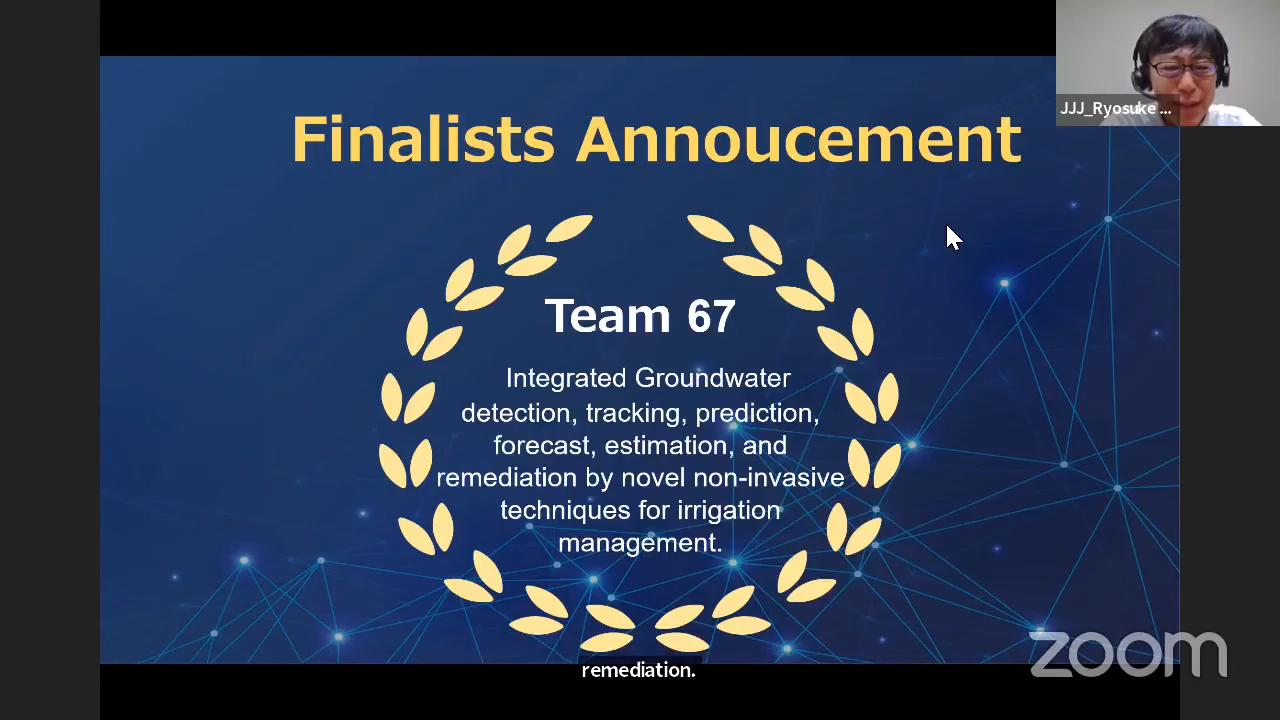 JJJ_Ryosuke ...
Finalists Annoucement
Team 67
Integrated Groundwater
detection, tracking, prediction,
forecast, estimation, and
remediation by novel non-invasive
techniques for irrigation
management.
zoom
remediation.